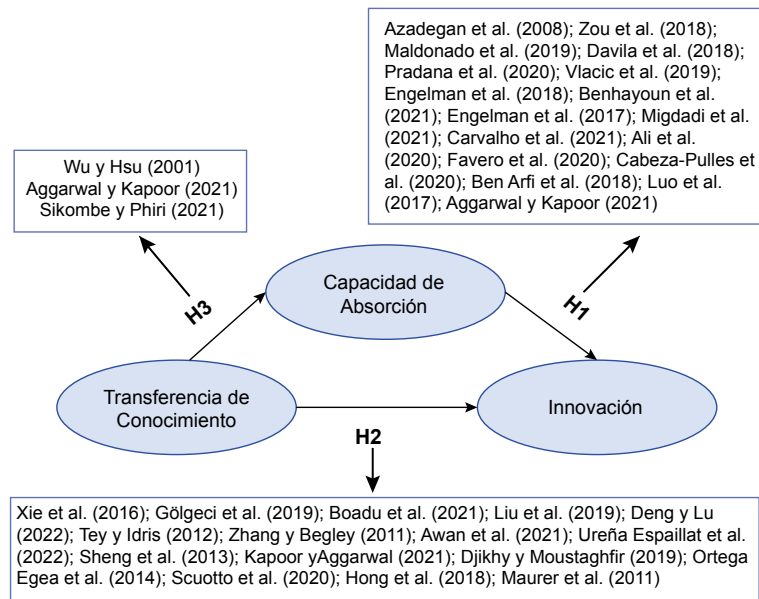 Azadegan et al. (2008); Zou et al. (2018);
Maldonado et al. (2019); Davila et al. (2018);
Pradana et al. (2020); Vlacic et al. (2019);
Engelman et al. (2018); Benhayoun et al.
(2021); Engelman et al. (2017); Migdadi et al.
(2021); Carvalho et al. (2021); Ali et al.
(2020); Favero et al. (2020); Cabeza-Pulles et
al. (2020); Ben Arfi et al. (2018); Luo et al.
(2017); Aggarwal y Kapoor (2021)
Wu y Hsu (2001)
Aggarwal y Kapoor (2021)
Sikombe y Phiri (2021)
Capacidad de
Absorción
H3
H1
Transferencia de
Conocimiento
Innovación
H2
Xie et al. (2016); Gölgeci et al. (2019); Boadu et al. (2021); Liu et al. (2019); Deng y Lu
(2022); Tey y Idris (2012); Zhang y Begley (2011); Awan et al. (2021); Ureña Espaillat et al.
(2022); Sheng et al. (2013); Kapoor yAggarwal (2021); Djikhy y Moustaghfir (2019); Ortega
Egea et al. (2014); Scuotto et al. (2020); Hong et al. (2018); Maurer et al. (2011)